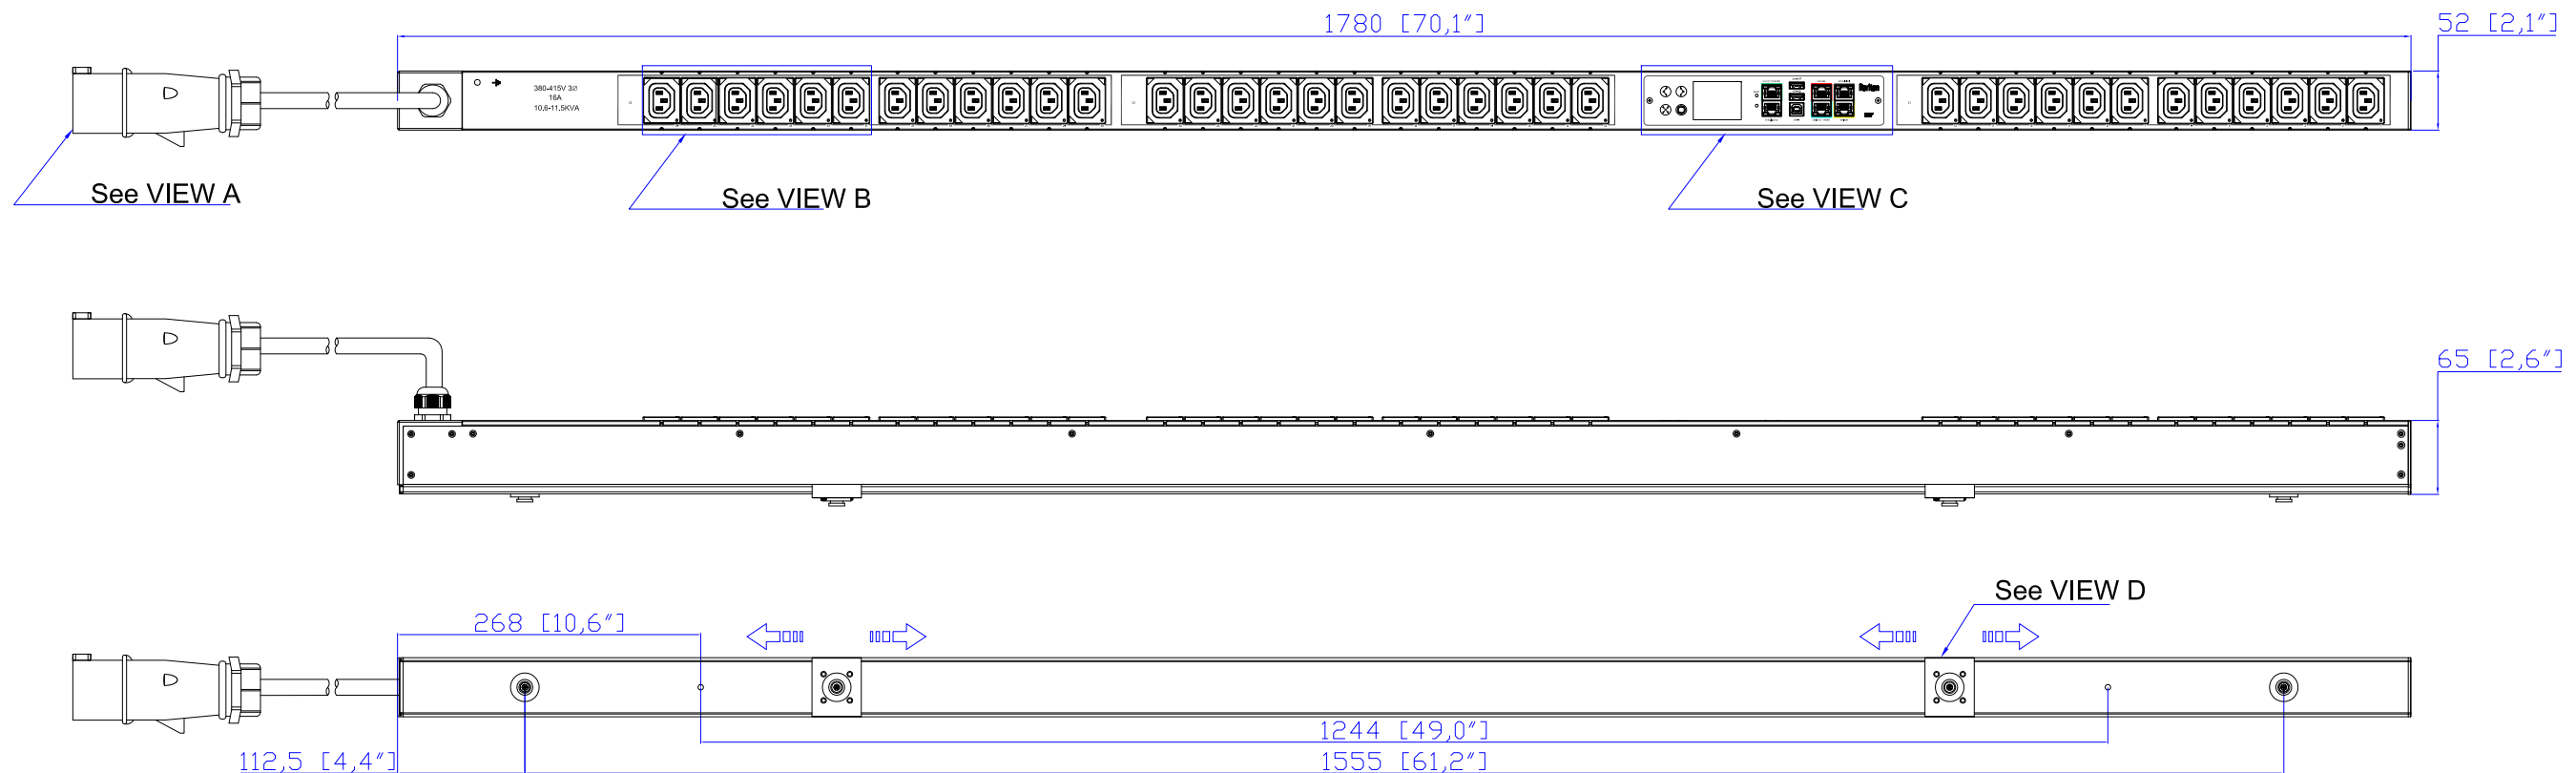 1780 [70,1"]
52 [2,1"]
380-415V 3Ø
16A
10,6-11,5KVA
See VIEW A
See VIEW B
See VIEW C
65 [2,6"]
See VIEW D
268 [10,6"]
1244 [49,0"]
112,5 [4,4"]
1555 [61,2"]